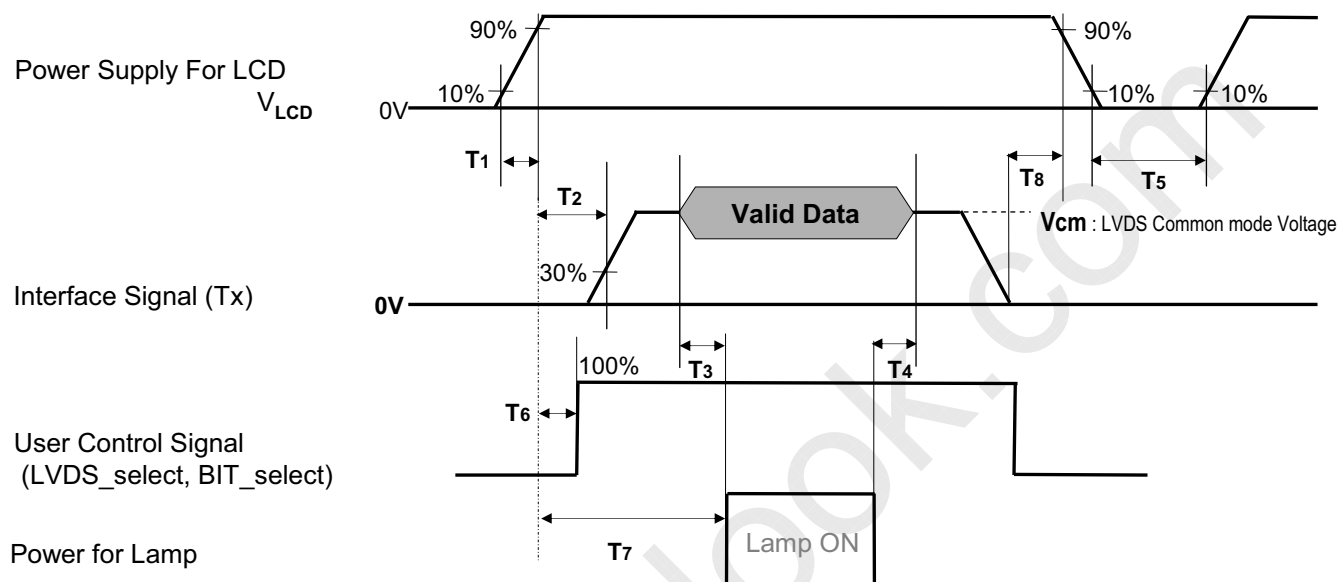 90%
90%
Power Supply For LCD
10%
10%
10%
VLCD
0V
T1
T8
T5
T2
Valid Data
Vcm : LVDS Common mode Voltage
30%
Interface Signal (Tx)
0V
100%
T3
T4
T6
User Control Signal
(LVDS_select, BIT_select)
Lamp ON
T7
Power for Lamp
ook.com